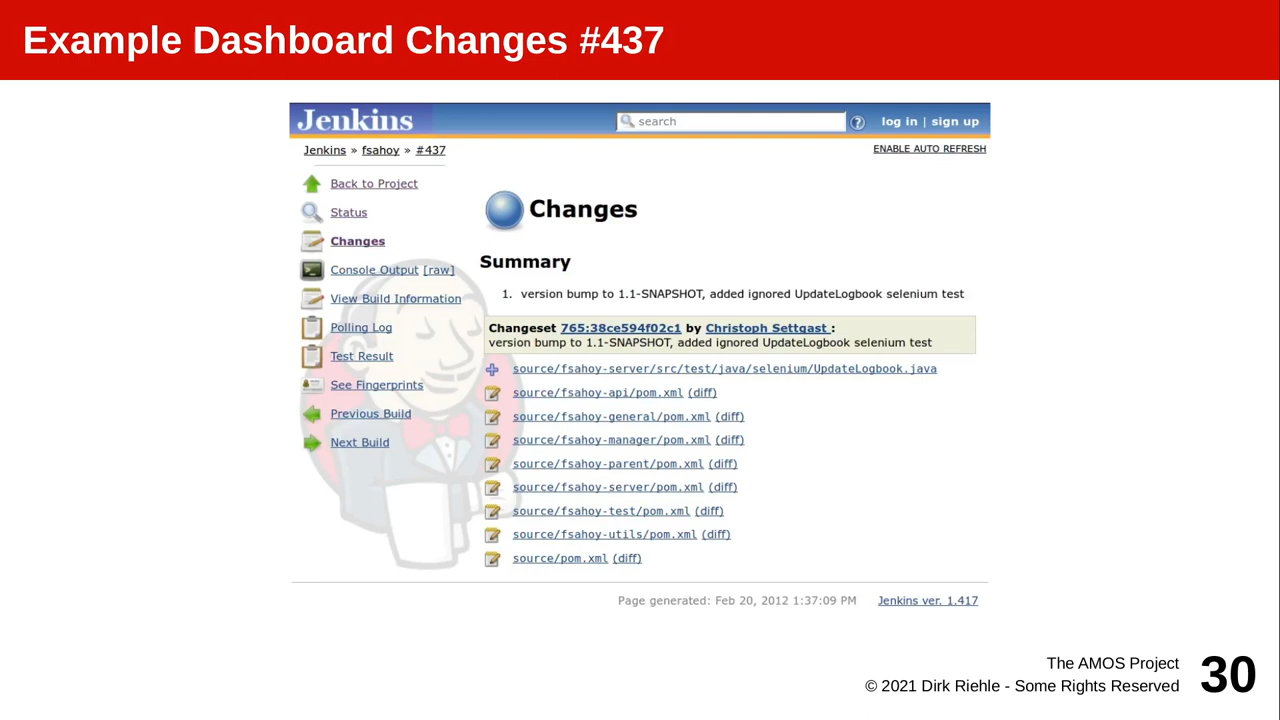 Example Dashboard Changes #437
Jenkins
search
log in | sign up
Jenkins » fsahoy » #437
ENABLE AUTO REFRESH
Back to Project
Status
Changes
Console Output [raw]
View Build Information
Polling Log
Test Result
See Fingerprints
Previous Build
Next Build
Changes
Summary
1. version bump to 1.1-SNAPSHOT, added ignored UpdateLogbook selenium test
Changeset 765:38ce594f02c1 by Christoph Settgast :
version bump to 1.1-SNAPSHOT, added ignored UpdateLogbook selenium test
source/fsahoy-server/src/test/java/selenium/UpdateLogbook.java
source/fsahoy-api/pom.xml (diff)
source/fsahoy-general/pom.xml (diff)
source/fsahoy-manager/pom.xml (diff)
source/fsahoy-parent/pom.xml (diff)
source/fsahoy-server/pom.xml (diff)
source/fsahoy-test/pom.xml (diff)
source/fsahoy-utils/pom.xml (diff)
source/pom.xml (diff)
Page generated: Feb 20, 2012 1:37:09 PM Jenkins ver. 1.417
The AMOS Project
© 2021 Dirk Riehle - Some Rights Reserved
30